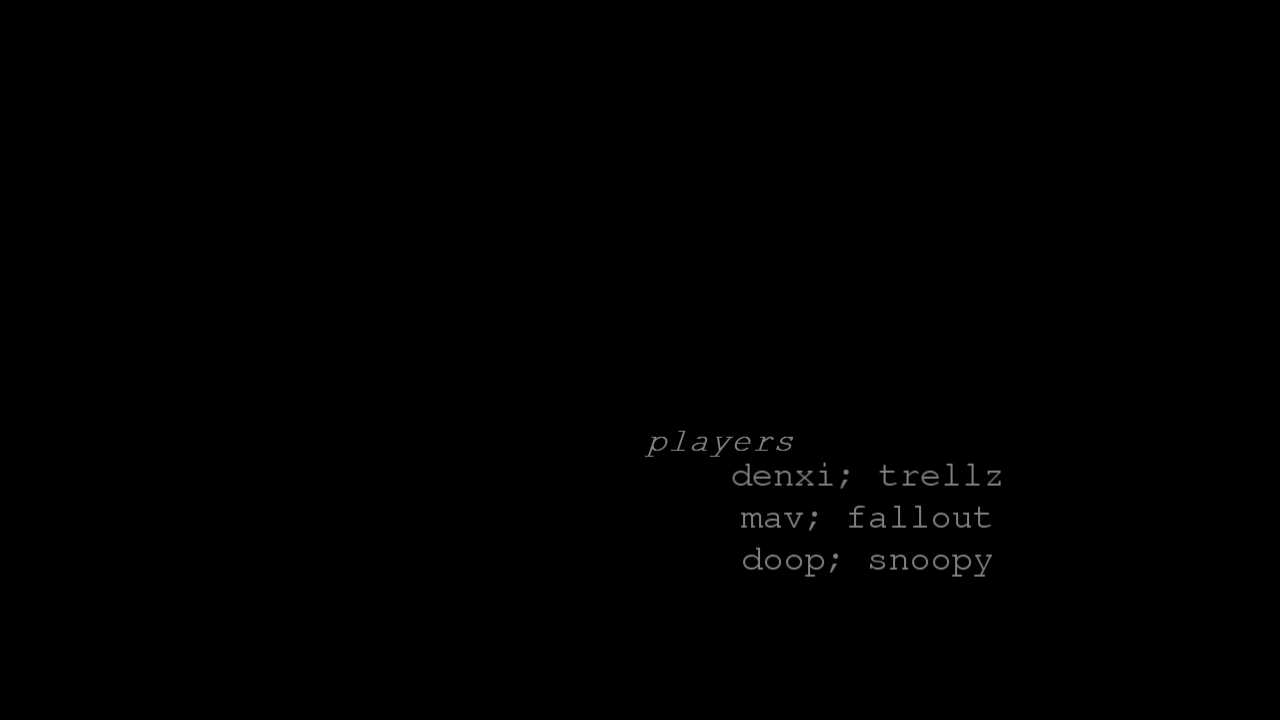 players
denxi; trellz
mav; fallout
doop; snoopy